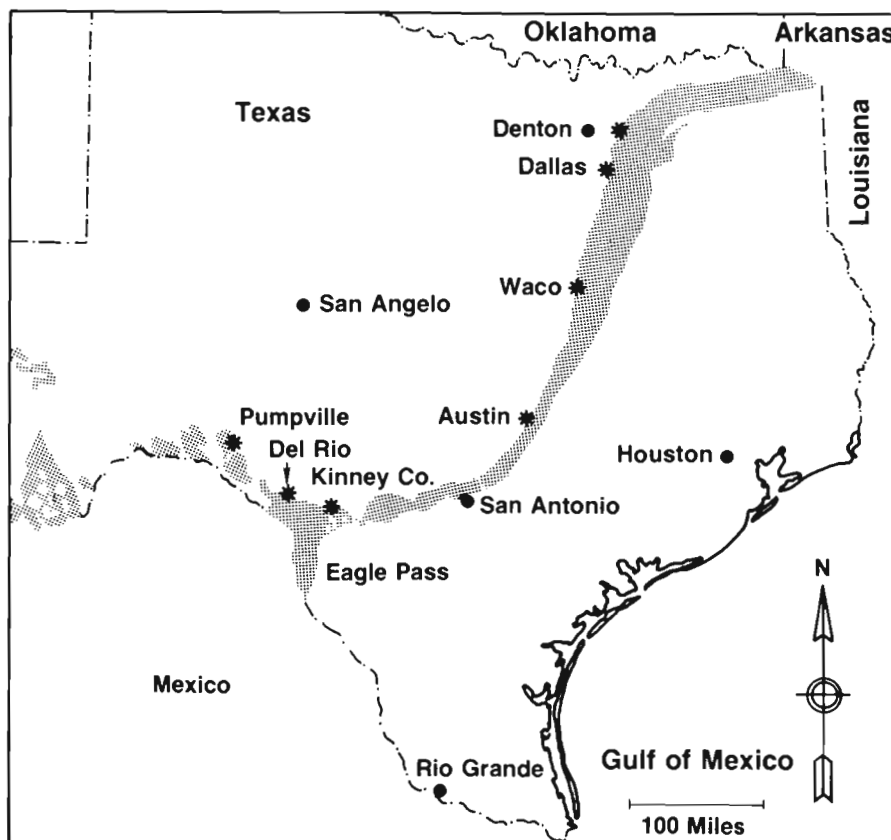 Oklahoma
Arkansas
Texas
Denton
Dallas
Louisiana
Waco
San Angelo
Pumpville
Del Rio
Kinney Co.
Austin
Houston
San Antonio
Eagle Pass
N
Mexico
Rio Grande
Gulf of Mexico
100 Miles